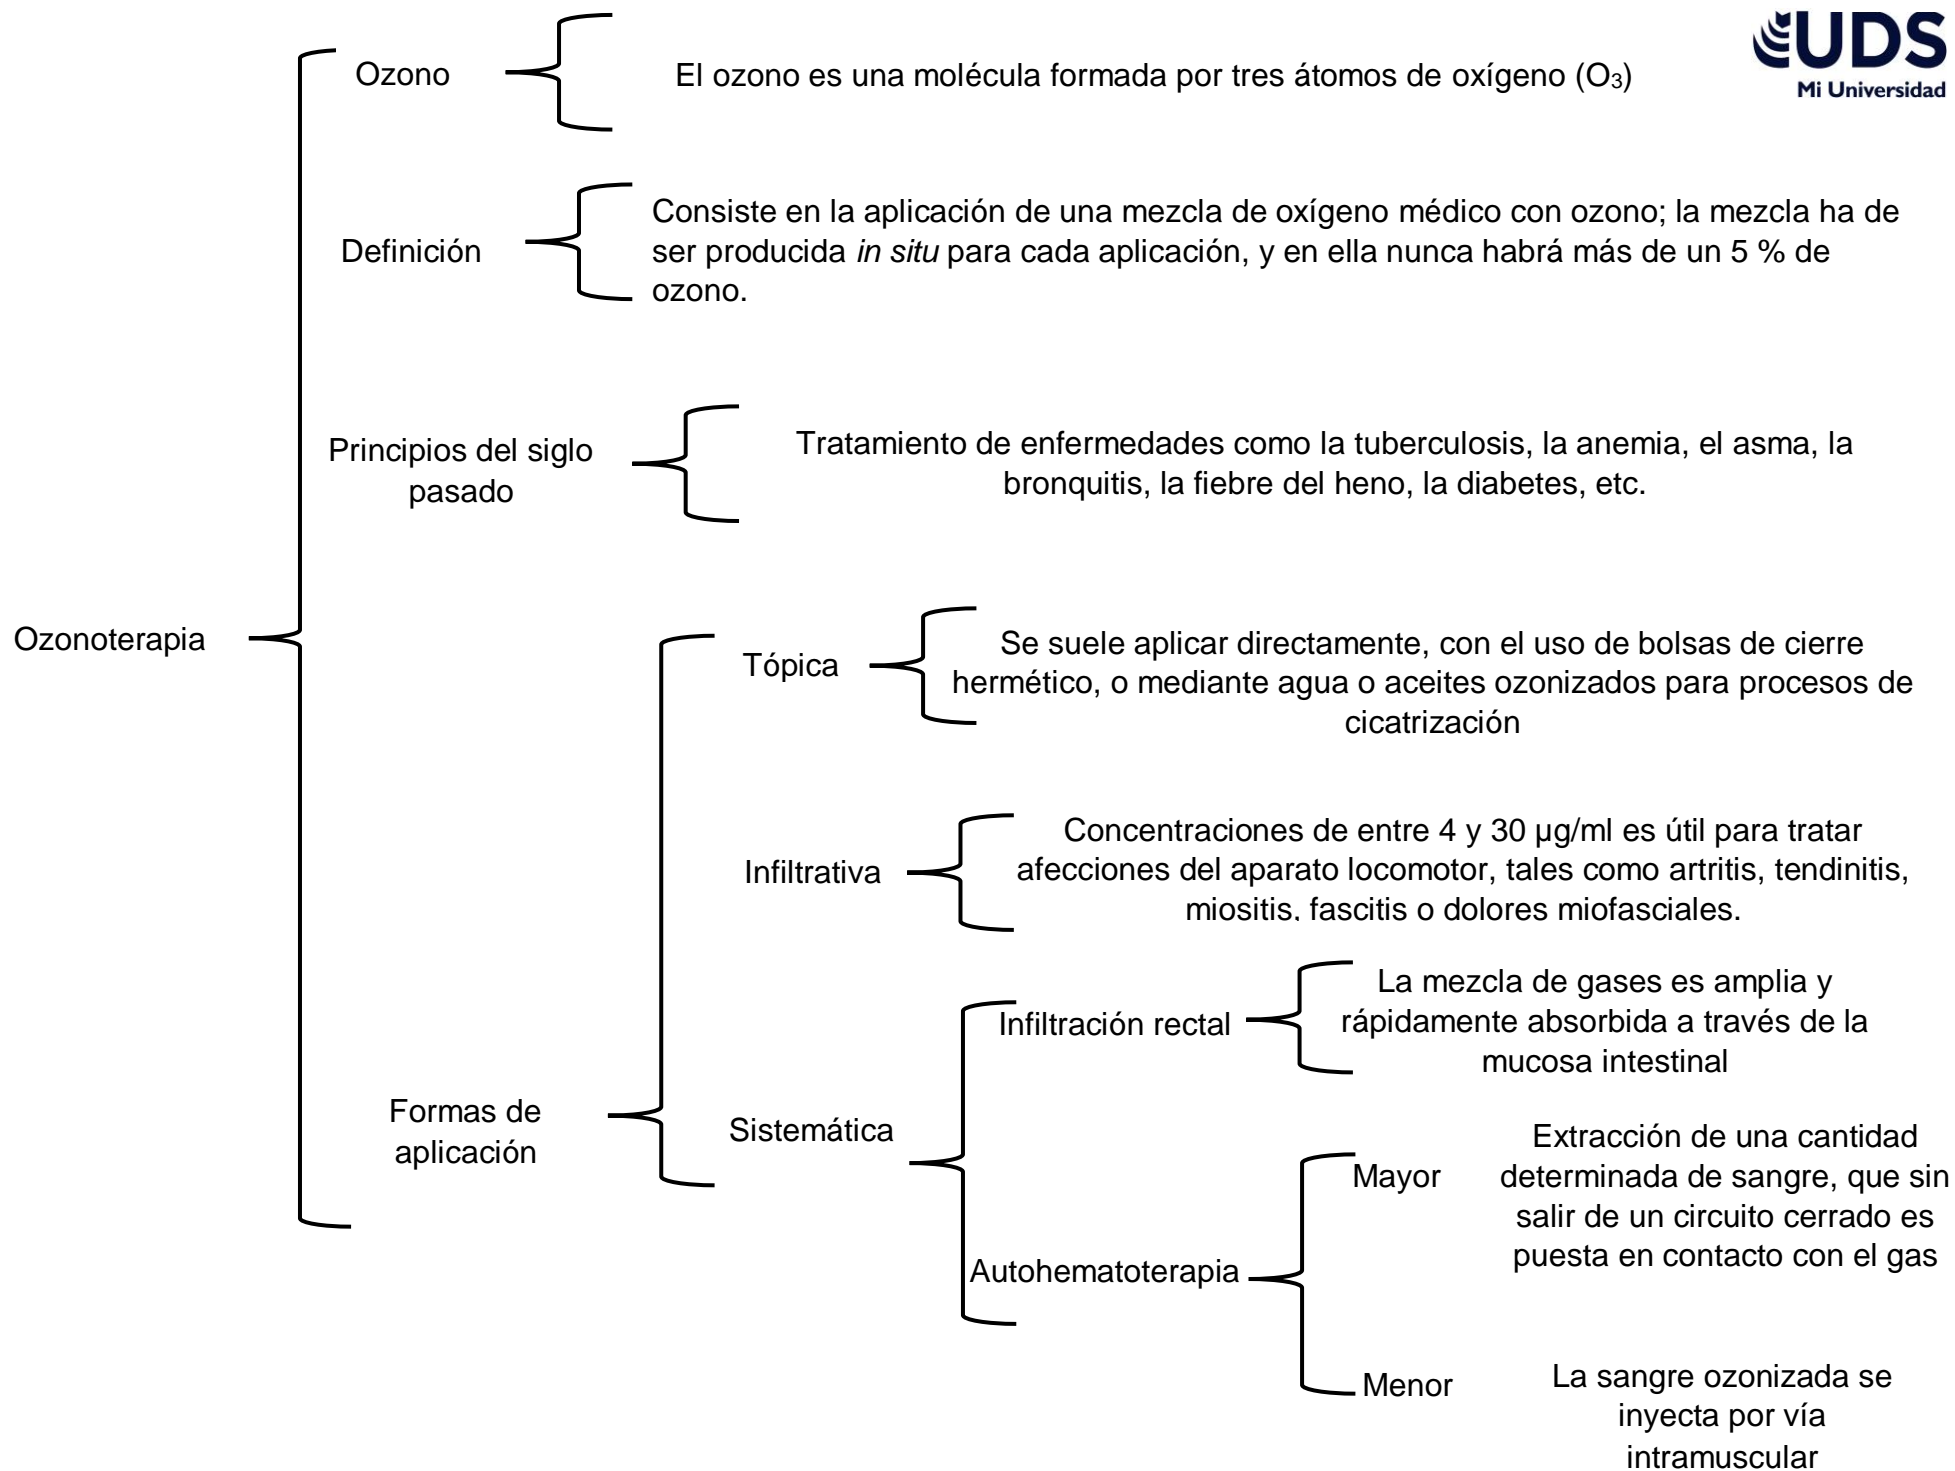 UDS
Mi Universidad
Ozono
El ozono es una molécula formada por tres átomos de oxígeno (O₃)
Definición
Consiste en la aplicación de una mezcla de oxígeno médico con ozono; la mezcla ha de
ser producida in situ para cada aplicación, y en ella nunca habrá más de un 5 % de
ozono.
Principios del siglo
pasado
Tratamiento de enfermedades como la tuberculosis, la anemia, el asma, la
bronquitis, la fiebre del heno, la diabetes, etc.
Ozonoterapia
Tópica
Se suele aplicar directamente, con el uso de bolsas de cierre
hermético, o mediante agua o aceites ozonizados para procesos de
cicatrización
Infiltrativa
Concentraciones de entre 4 y 30 µg/ml es útil para tratar
afecciones del aparato locomotor, tales como artritis, tendinitis,
miositis, fascitis o dolores miofasciales.
Infiltración rectal
La mezcla de gases es amplia y
rápidamente absorbida a través de la
mucosa intestinal
Formas de
aplicación
Sistemática
Mayor
Extracción de una cantidad
determinada de sangre, que sin
salir de un circuito cerrado es
puesta en contacto con el gas
Autohematoterapia
Menor
La sangre ozonizada se
inyecta por vía
intramuscular